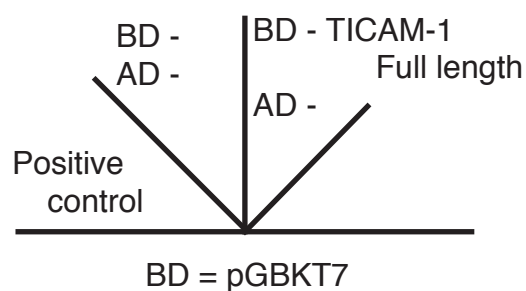 BD -
AD -
BD - TICAM-1
Full length
AD -
Positive
control
BD = pGBKT7